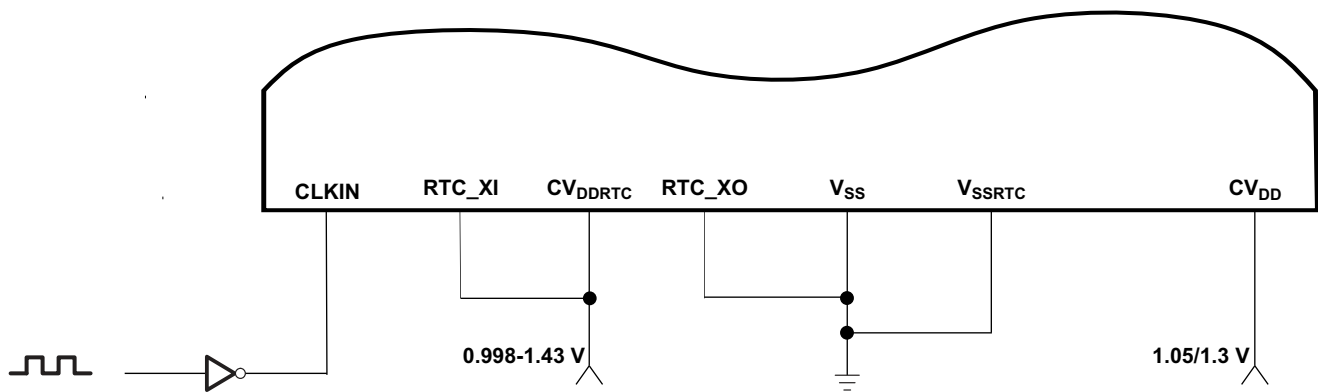 CLKIN RTC_XI CVDDRTC RTC_XO VSS VSSRTC CVDD
0.998-1.43 V 1.05/1.3 V